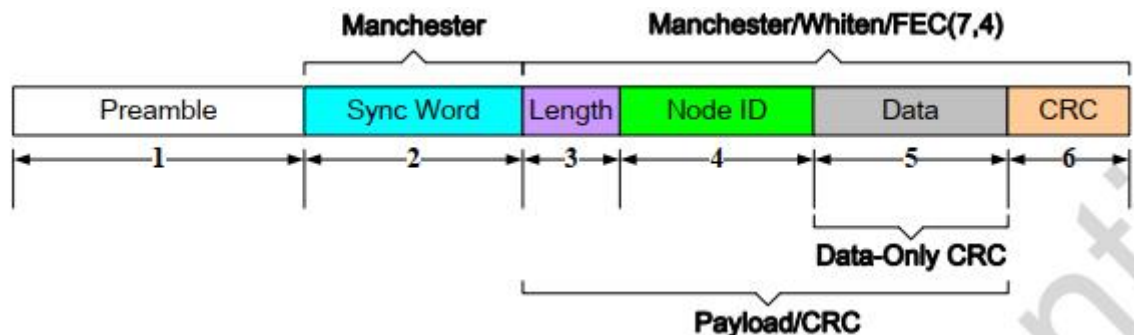 Manchester Manchester/Whiten/FEC(7,4)
Preamble Sync Word Length Node ID Data CRC
1 2 3 4 5 6
Data-Only CRC
Payload/CRC